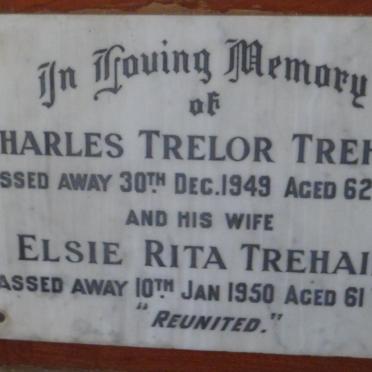 In Loving Memory
of
HARLES TRELOR TREH
SSED AWAY 30TH DEC. 1949 AGED 62
AND HIS WIFE
ELSIE RITA TREHAI
ASSED AWAY 10TH JAN 1950 AGED 61
"REUNITED."